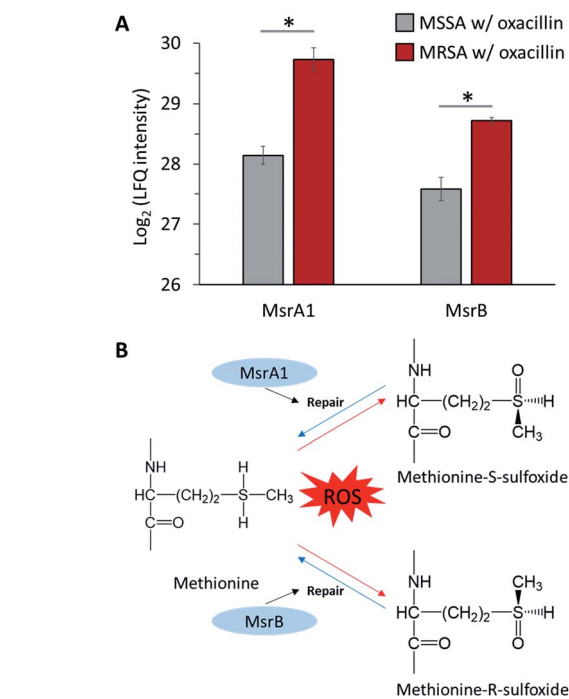 A
* MSSA w/ oxacillin
MRSA w/ oxacillin
*
30
29
28
27
26
Log₂ (LFQ intensity)
MsrA1 MsrB
B
MsrA1
Repair
NH
HC—(CH₂)₂—S—H
O
C=O CH₃
Methionine-S-sulfoxide
NH H
HC—(CH₂)₂—S—CH₃
C=O H
ROS
Methionine
Repair
MsrB
NH CH₃
HC—(CH₂)₂—S—H
C=O O
Methionine-R-sulfoxide